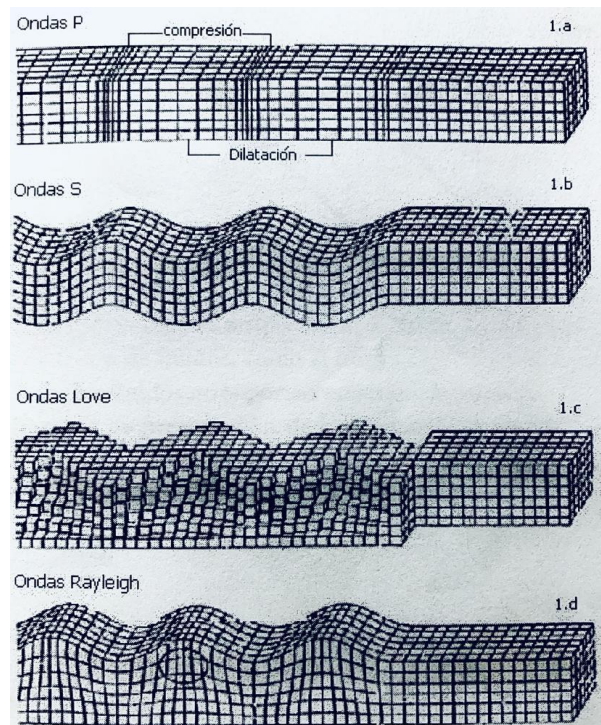 Ondas P
compresión
1.a
Dilatación
Ondas S
1.b
Ondas Love
1.c
Ondas Rayleigh
1.d